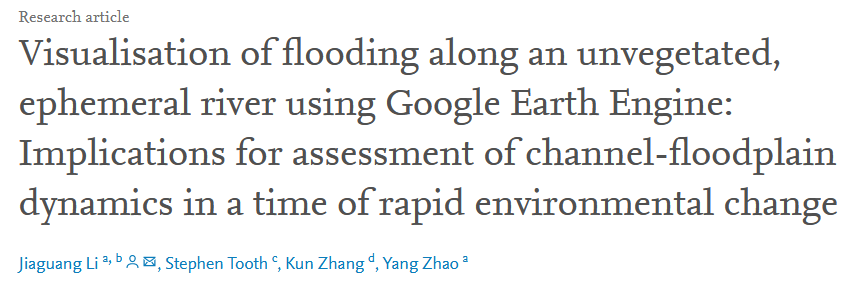 Research article
Visualisation of flooding along an unvegetated,
ephemeral river using Google Earth Engine:
Implications for assessment of channel-floodplain
dynamics in a time of rapid environmental change
Jiaguang Li a, b, Stephen Tooth c, Kun Zhang d, Yang Zhao a